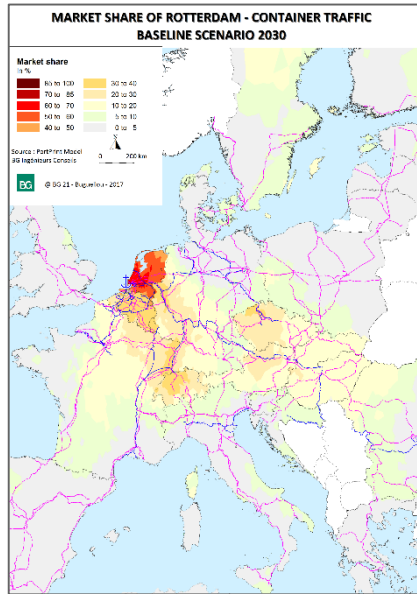 MARKET SHARE OF ROTTERDAM - CONTAINER TRAFFIC
BASELINE SCENARIO 2030
Market share
in %
85 to 100
70 to 85
60 to 70
50 to 60
40 to 50
30 to 40
20 to 30
10 to 20
5 to 10
0 to 5
Source : PortPrint Model
BG Ingénieurs Conseils
0 200 km
BG
@ BG 21 - Buguellou - 2017